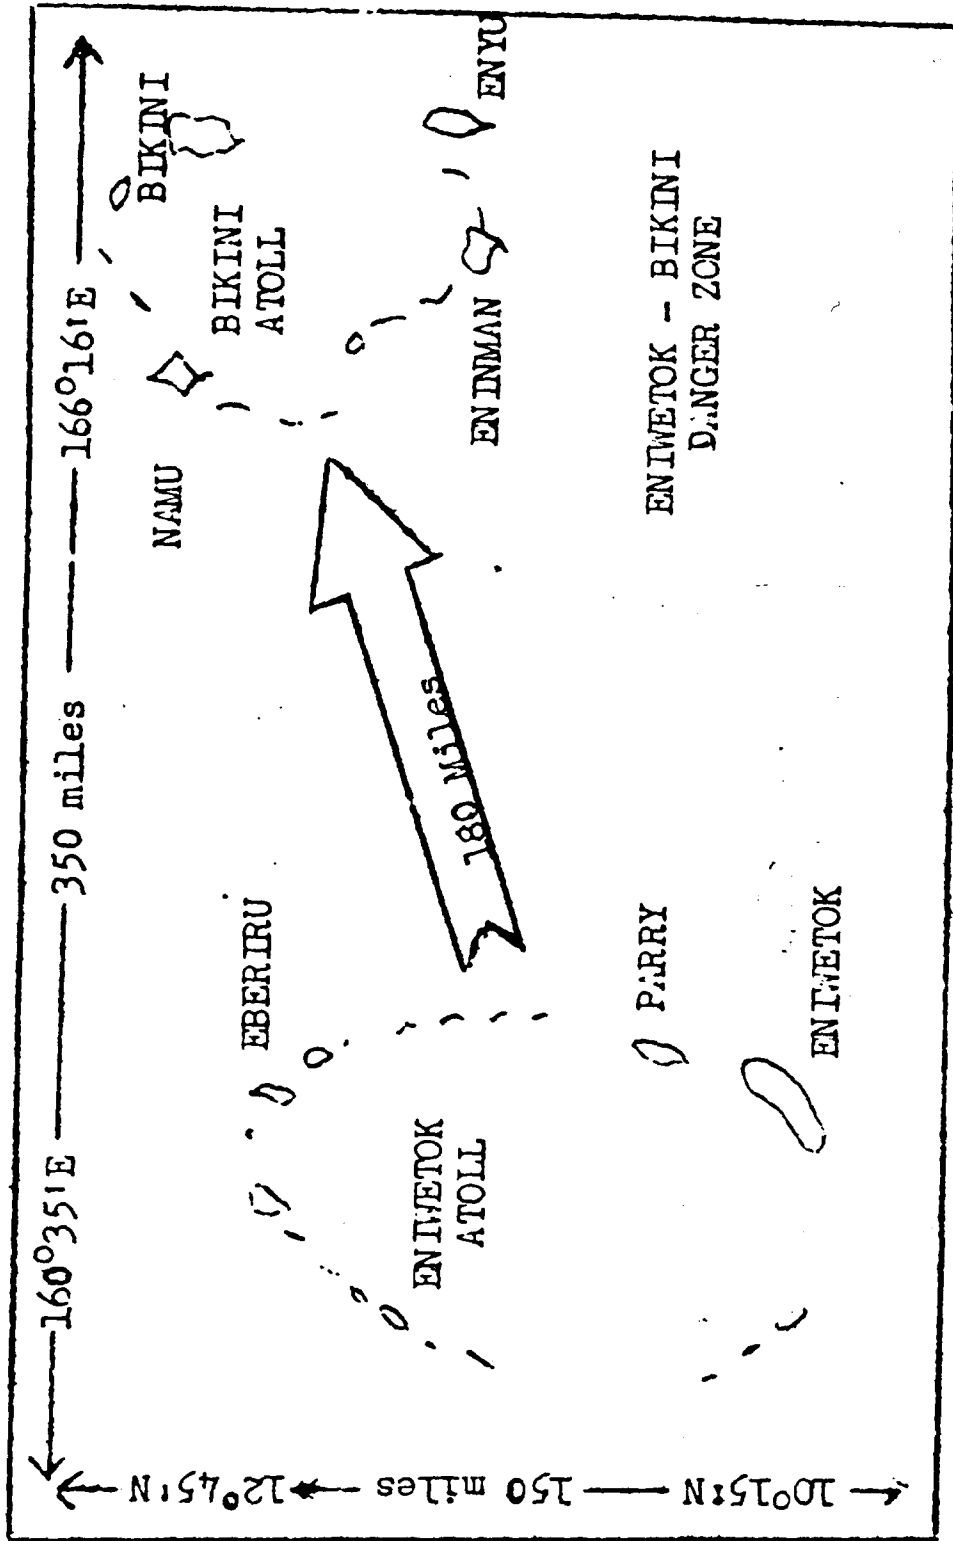 160°35'E 350 miles 166°16'E
BIKINI
NAMU
BIKINI
ATOLL
EBERIRU
ENYU
ENINMAN
180 Miles
ENIWETOK
ATOLL
PARRY
ENIWETOK - BIKINI
DANGER ZONE
ENIWETOK
10°15'N 150 miles 12°45'N